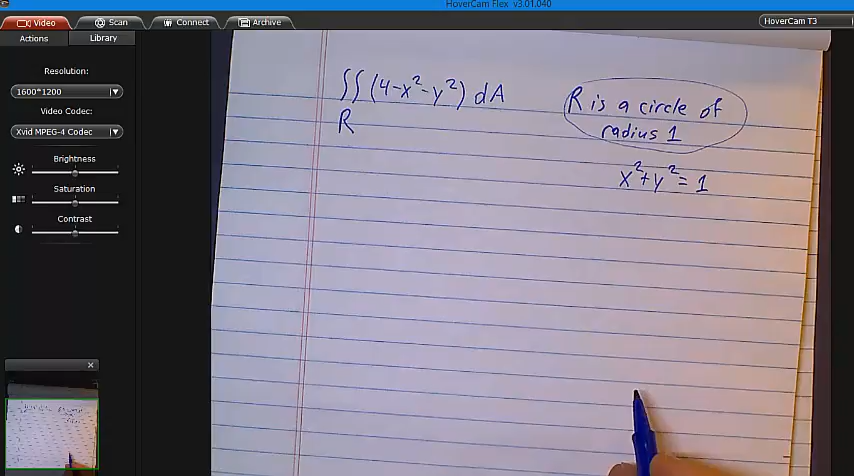 HoverCam Flex v3.01.040
Video Scan Connect Archive HoverCam T3
Actions Library
Resolution:
1600*1200
Video Codec:
Xvid MPEG-4 Codec
Brightness
Saturation
Contrast
∬ (4-x²-y²) dA
R
R is a circle of
radius 1
x²+y²=1